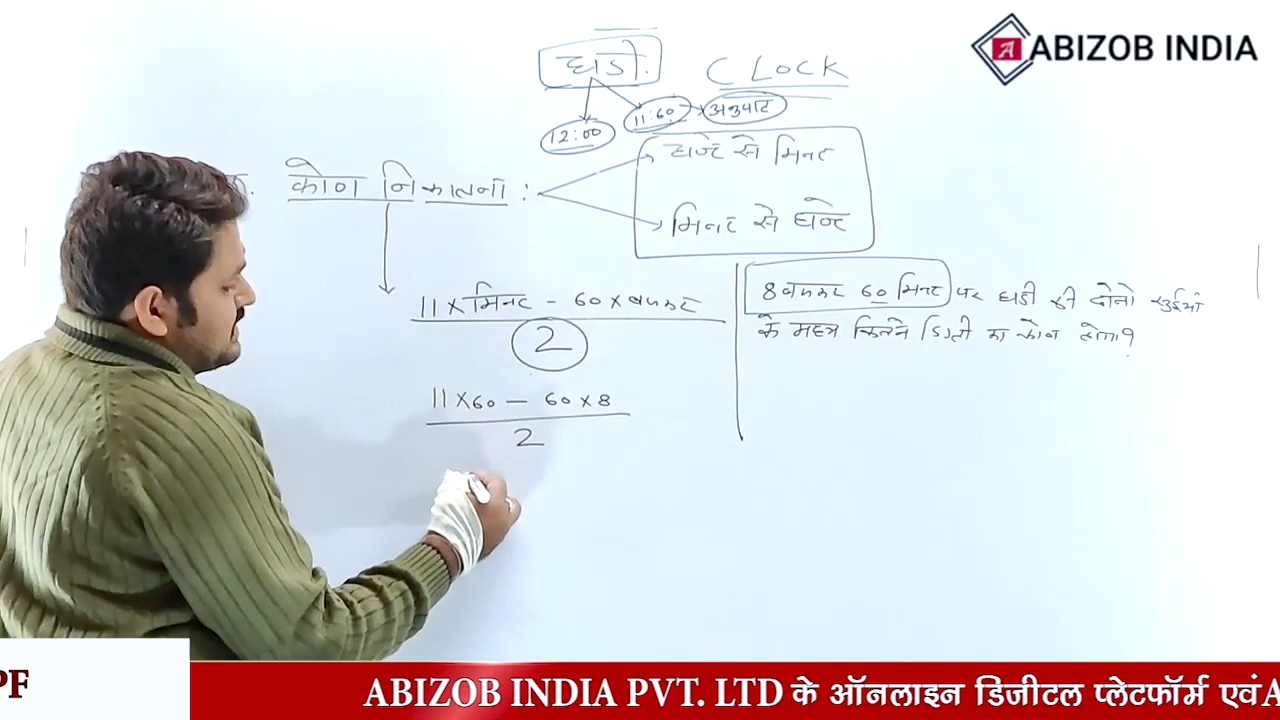 ABIZOB INDIA
घडी. CLOCK
12:00 11:60 अनुपाट
कोण निकालना :
घण्टे से मिनट
मिनट से घण्टे
11 × मिनट - 60 × बजकर
2
8 बजकर 60 मिनट पर घडी की दोनो सुईयां
के मध्य कितने डिग्री का कोण होगा?
11 × 60 - 60 × 8
2
PF
ABIZOB INDIA PVT. LTD के ऑनलाइन डिजीटल प्लेटफॉर्म एवं A